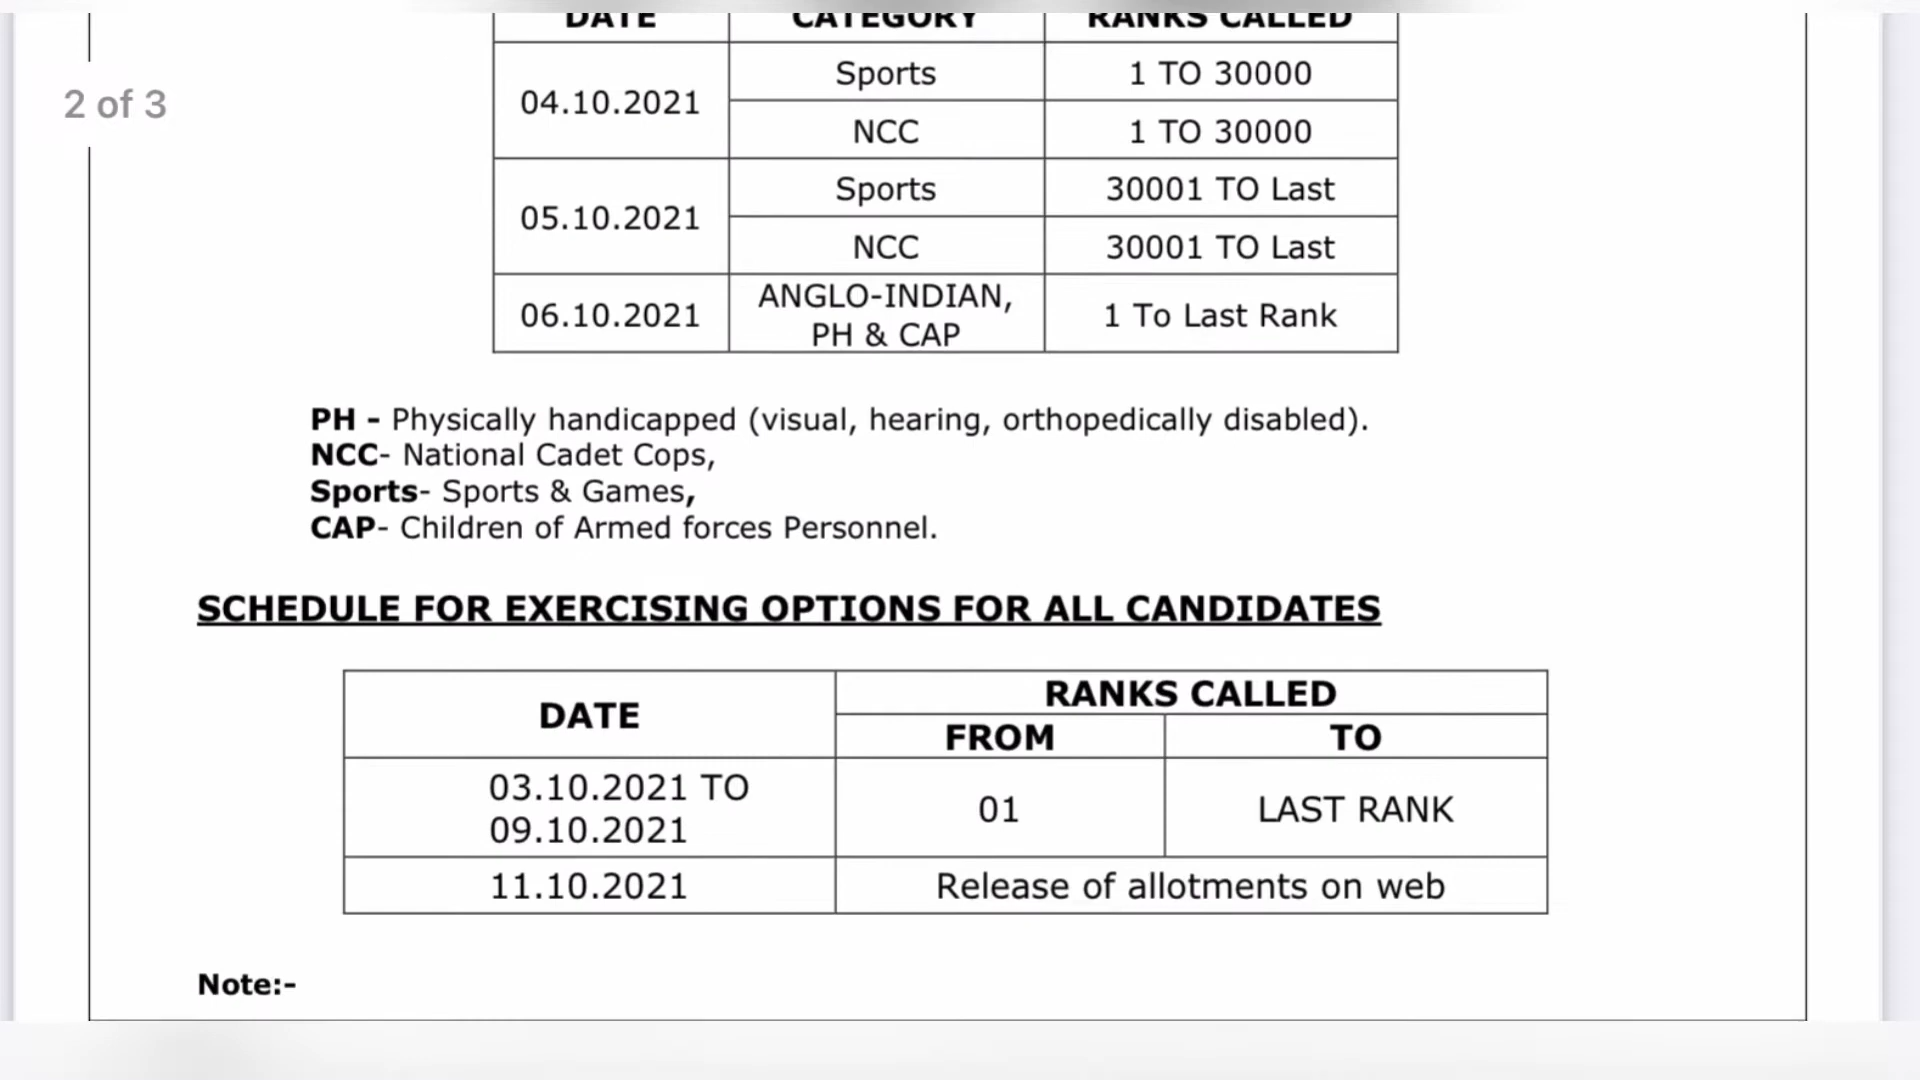 DATE CATEGORY RANKS CALLED
2 of 3
04.10.2021
Sports 1 TO 30000
NCC 1 TO 30000
05.10.2021
Sports 30001 TO Last
NCC 30001 TO Last
06.10.2021
ANGLO-INDIAN,
PH & CAP
1 To Last Rank
PH - Physically handicapped (visual, hearing, orthopedically disabled).
NCC- National Cadet Cops,
Sports- Sports & Games,
CAP- Children of Armed forces Personnel.
SCHEDULE FOR EXERCISING OPTIONS FOR ALL CANDIDATES
DATE
RANKS CALLED
FROM TO
03.10.2021 TO
09.10.2021
01 LAST RANK
11.10.2021 Release of allotments on web
Note:-